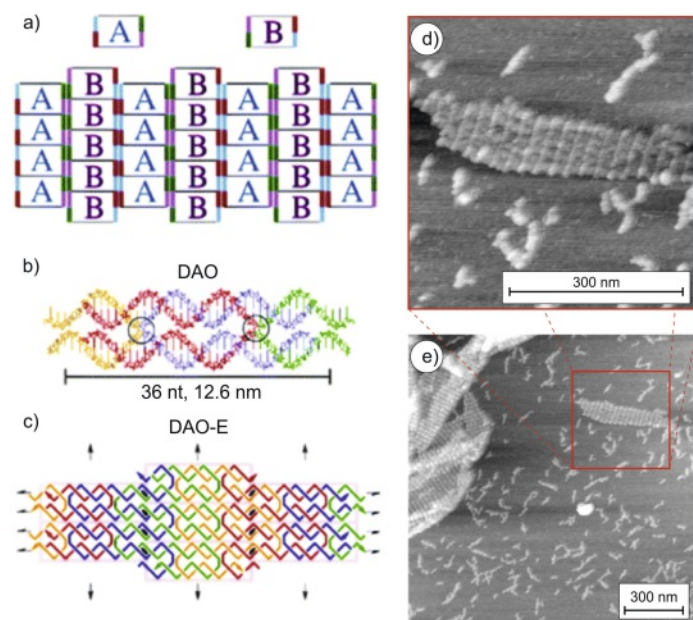 a)
A B
B B B
A A A A
B B B
A A A A
B B B
A A A A
B B B
A A A A
B B B
b)
DAO
36 nt, 12.6 nm
c)
DAO-E
d)
300 nm
e)
300 nm